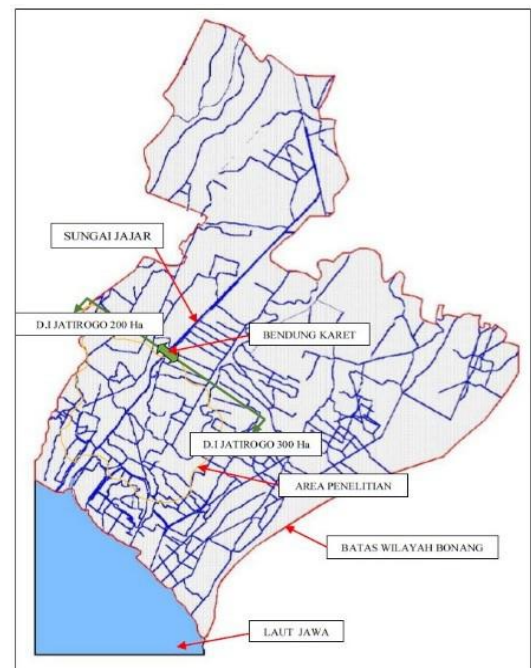 SUNGAI JAJAR
D.I JATIROGO 200 Ha
BENDUNG KARET
D.I JATIROGO 300 Ha
AREA PENELITIAN
BATAS WILAYAH BONANG
LAUT JAWA